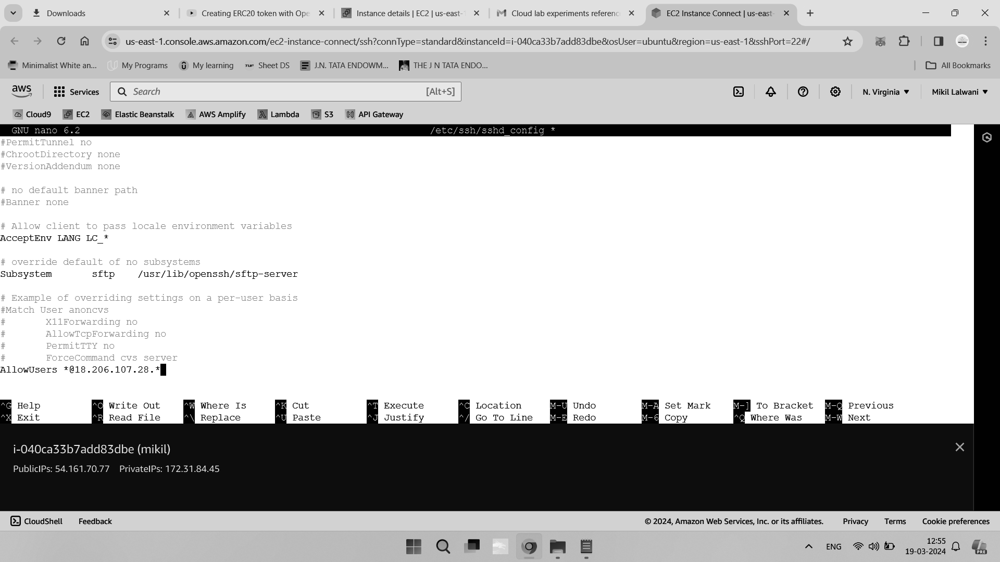 Downloads
Creating ERC20 token with Ope
Instance details | EC2 | us-east-1
Cloud lab experiments referenc
EC2 Instance Connect | us-east-
us-east-1.console.aws.amazon.com/ec2-instance-connect/ssh?connType=standard&instanceId=i-040ca33b7add83dbe&osUser=ubuntu&region=us-east-1&sshPort=22#/
Minimalist White an...
My Programs
My learning
TUP Sheet DS
J.N. TATA ENDOWM...
THE J N TATA ENDO...
All Bookmarks
aws
Services
Search [Alt+S]
N. Virginia
Mikil Lalwani
Cloud9
EC2
Elastic Beanstalk
AWS Amplify
Lambda
S3
API Gateway
GNU nano 6.2 /etc/ssh/sshd_config *
#PermitTunnel no
#ChrootDirectory none
#VersionAddendum none
# no default banner path
#Banner none
# Allow client to pass locale environment variables
AcceptEnv LANG LC_*
# override default of no subsystems
Subsystem sftp /usr/lib/openssh/sftp-server
# Example of overriding settings on a per-user basis
#Match User anoncvs
# X11Forwarding no
# AllowTcpForwarding no
# PermitTTY no
# ForceCommand cvs server
AllowUsers *@18.206.107.28.*
^G Help ^O Write Out ^W Where Is ^K Cut ^T Execute ^C Location M-U Undo M-A Set Mark M-] To Bracket M-Q Previous
^X Exit ^R Read File ^\ Replace ^U Paste ^J Justify ^/ Go To Line M-E Redo M-6 Copy ^Q Where Was M-W Next
i-040ca33b7add83dbe (mikil)
PublicIPs: 54.161.70.77 PrivateIPs: 172.31.84.45
CloudShell
Feedback
© 2024, Amazon Web Services, Inc. or its affiliates.
Privacy
Terms
Cookie preferences
ENG
12:55
19-03-2024
PRE